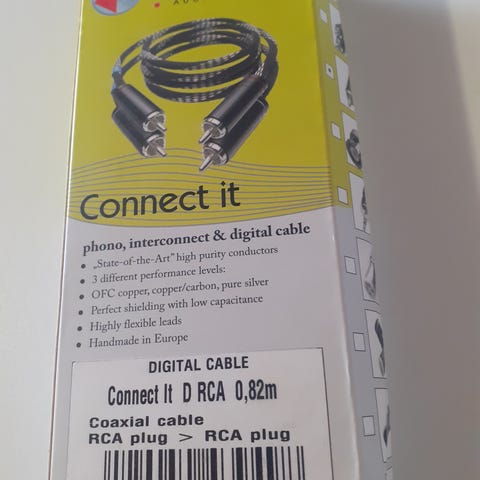 Connect it
phono, interconnect & digital cable
„State-of-the-Art" high purity conductors
3 different performance levels:
OFC copper, copper/carbon, pure silver
Perfect shielding with low capacitance
Highly flexible leads
Handmade in Europe
DIGITAL CABLE
Connect It D RCA 0,82m
Coaxial cable
RCA plug > RCA plug